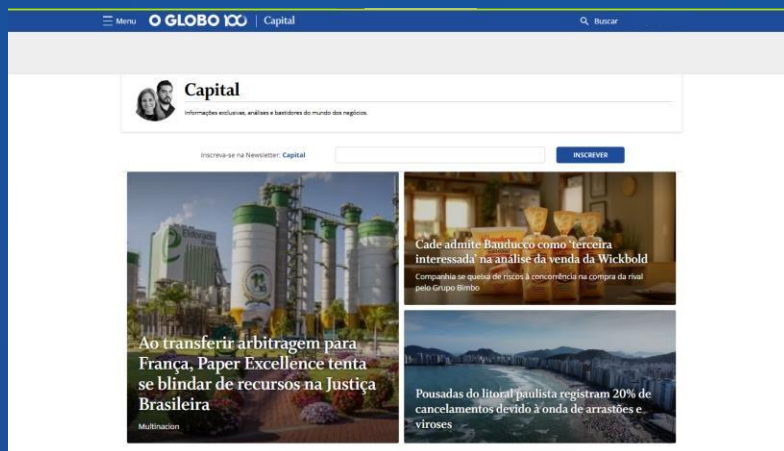 Menu
O GLOBO 100
Capital
Buscar
Capital
Informações exclusivas, análises e bastidores do mundo dos negócios.
Inscreva-se na Newsletter: Capital
INSCREVER
Eldorado
Ao transferir arbitragem para
França, Paper Excellence tenta
se blindar de recursos na Justiça
Brasileira
Multinacion
Cade admite Bauducco como 'terceira
interessada' na análise da venda da Wickbold
Companhia se queixa de riscos à concorrência na compra da rival
pelo Grupo Bimbo
Pousadas do litoral paulista registram 20% de
cancelamentos devido à onda de arrastões e
viroses